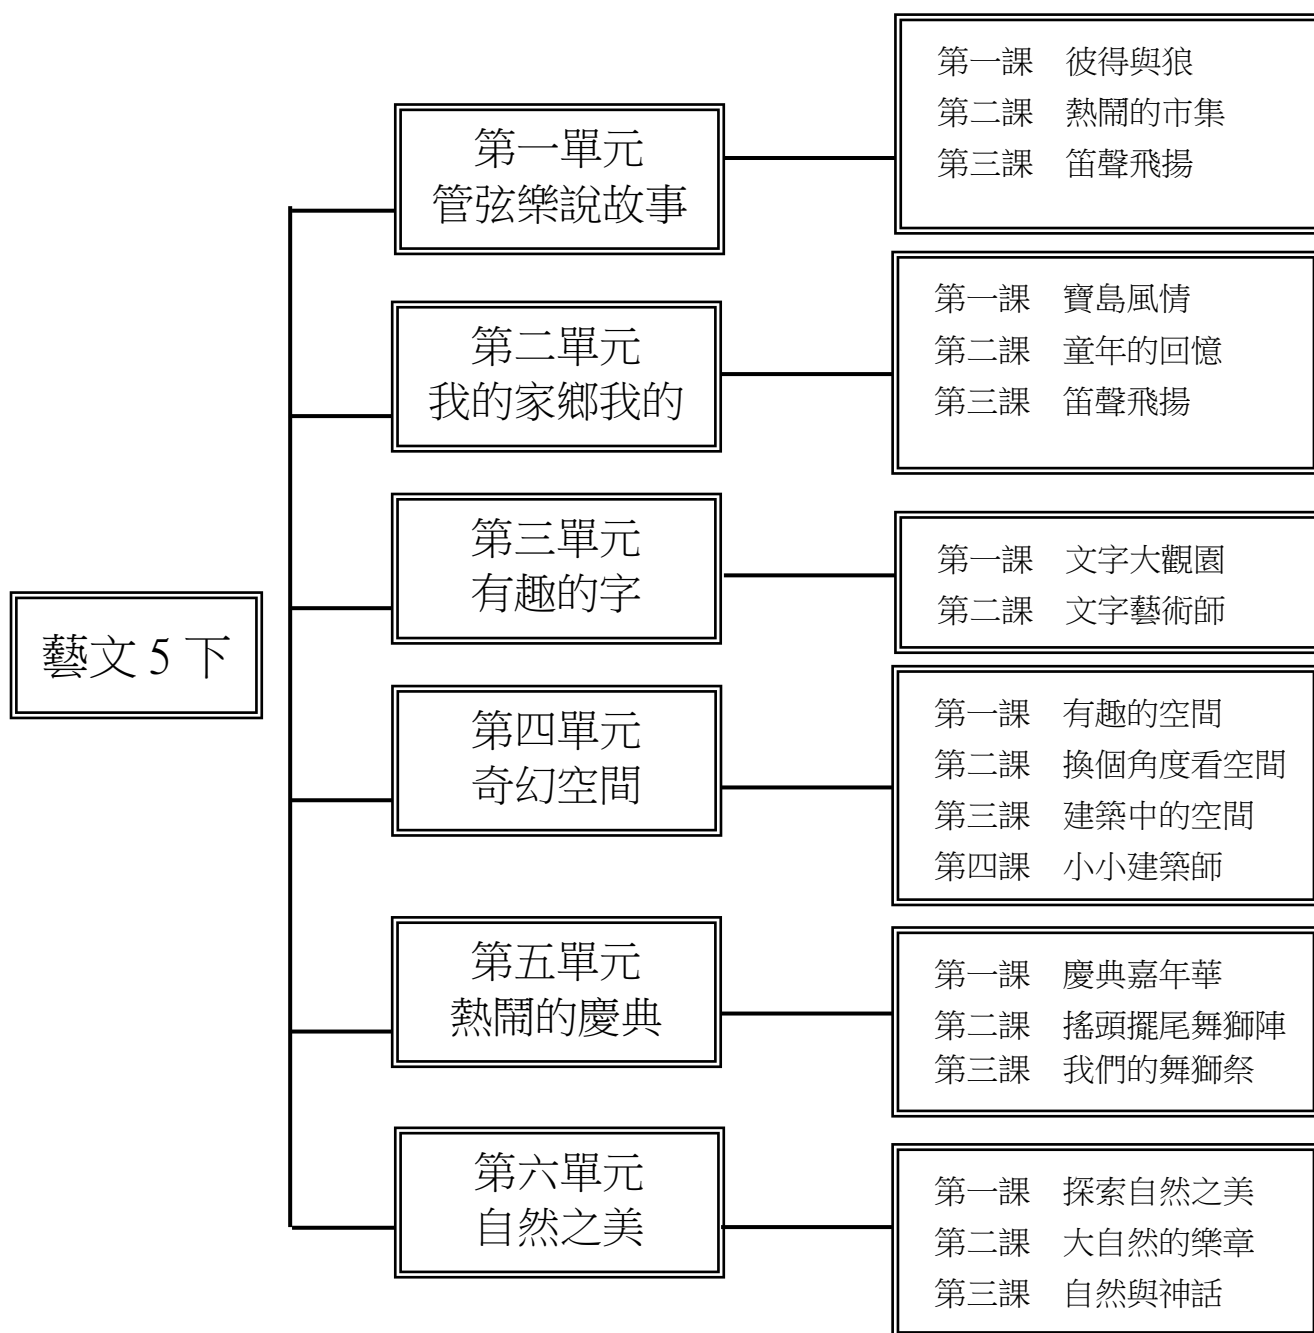 藝文 5 下
第一單元
管弦樂說故事
第一課　彼得與狼
第二課　熱鬧的市集
第三課　笛聲飛揚
第二單元
我的家鄉我的
第一課　寶島風情
第二課　童年的回憶
第三課　笛聲飛揚
第三單元
有趣的字
第一課　文字大觀園
第二課　文字藝術師
第四單元
奇幻空間
第一課　有趣的空間
第二課　換個角度看空間
第三課　建築中的空間
第四課　小小建築師
第五單元
熱鬧的慶典
第一課　慶典嘉年華
第二課　搖頭擺尾舞獅陣
第三課　我們的舞獅祭
第六單元
自然之美
第一課　探索自然之美
第二課　大自然的樂章
第三課　自然與神話